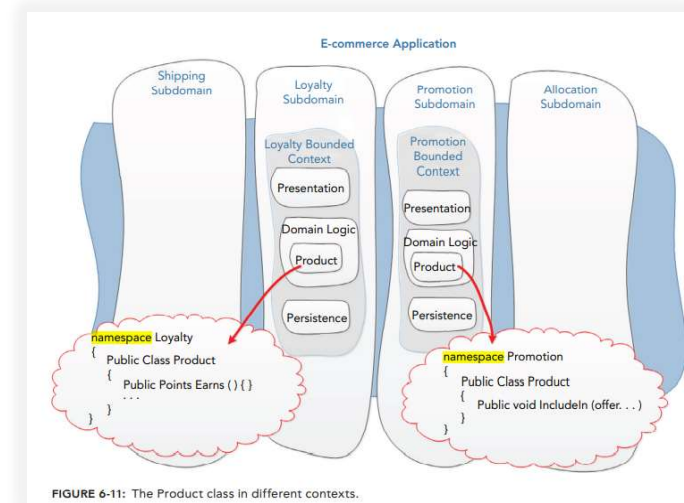 E-commerce Application
Shipping
Subdomain
Loyalty
Subdomain
Promotion
Subdomain
Allocation
Subdomain
Loyalty Bounded
Context
Presentation
Domain Logic
Product
Persistence
Promotion
Bounded
Context
Presentation
Domain Logic
Product
Persistence
namespace Loyalty
{
Public Class Product
{
Public Points Earns ( ) { }
. . .
}
}
namespace Promotion
{
Public Class Product
{
Public void IncludeIn (offer. . . )
}
}
FIGURE 6-11: The Product class in different contexts.